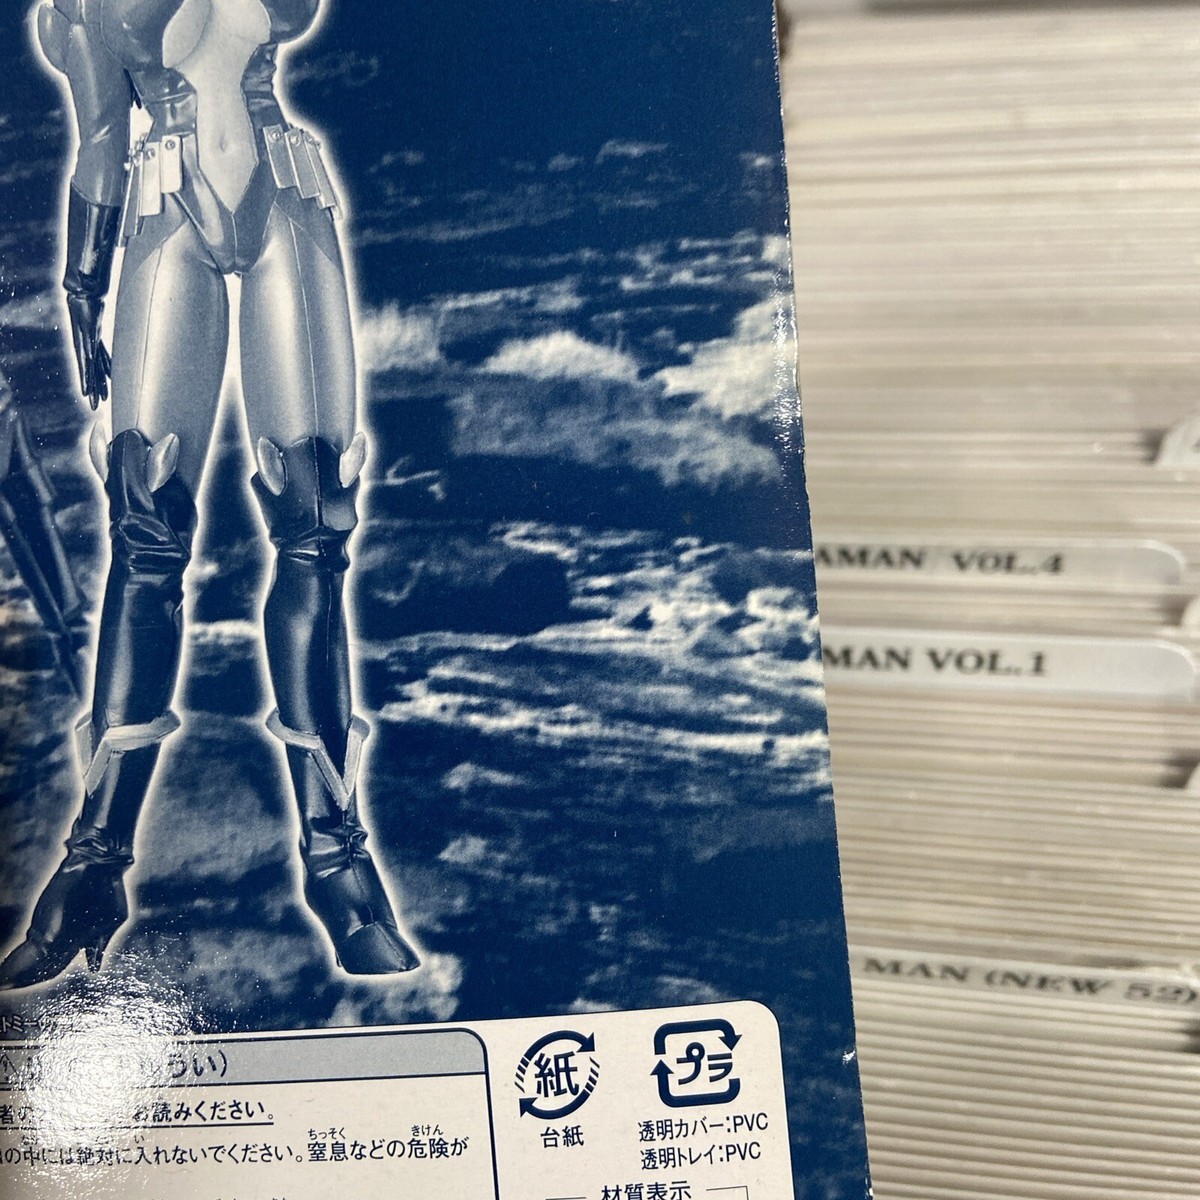 AMAN VOL.4
MAN VOL.1
MAN (NEW 52)
うい）
お読みください。
の中には絶対に入れないでください。窒息などの危険が
ちっそく
きけん
紙
台紙
プラ
透明カバー:PVC
透明トレイ:PVC
材質表示